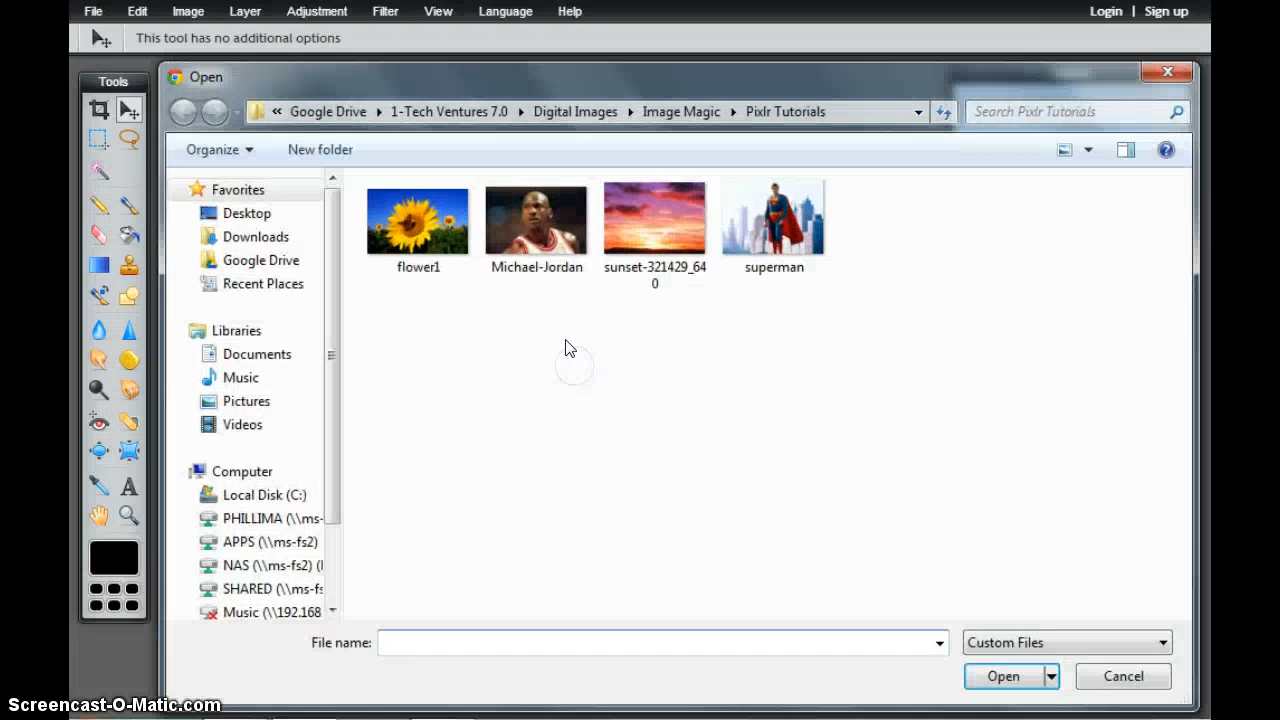 File Edit Image Layer Adjustment Filter View Language Help Login | Sign up
This tool has no additional options
Tools
Open
« Google Drive 1-Tech Ventures 7.0 Digital Images Image Magic Pixlr Tutorials
Search Pixlr Tutorials
Organize New folder
Favorites
Desktop
Downloads
Google Drive
Recent Places
Libraries
Documents
Music
Pictures
Videos
Computer
Local Disk (C:)
PHILLIMA (\\ms-
APPS (\\ms-fs2)
NAS (\\ms-fs2) (
SHARED (\\ms-fs
Music (\\192.168
flower1
Michael-Jordan
sunset-321429_64
0
superman
File name:
Custom Files
Open Cancel
Screencast-O-Matic.com